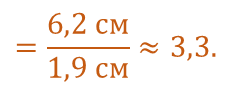 = 6,2 см / 1,9 см ≈ 3,3.